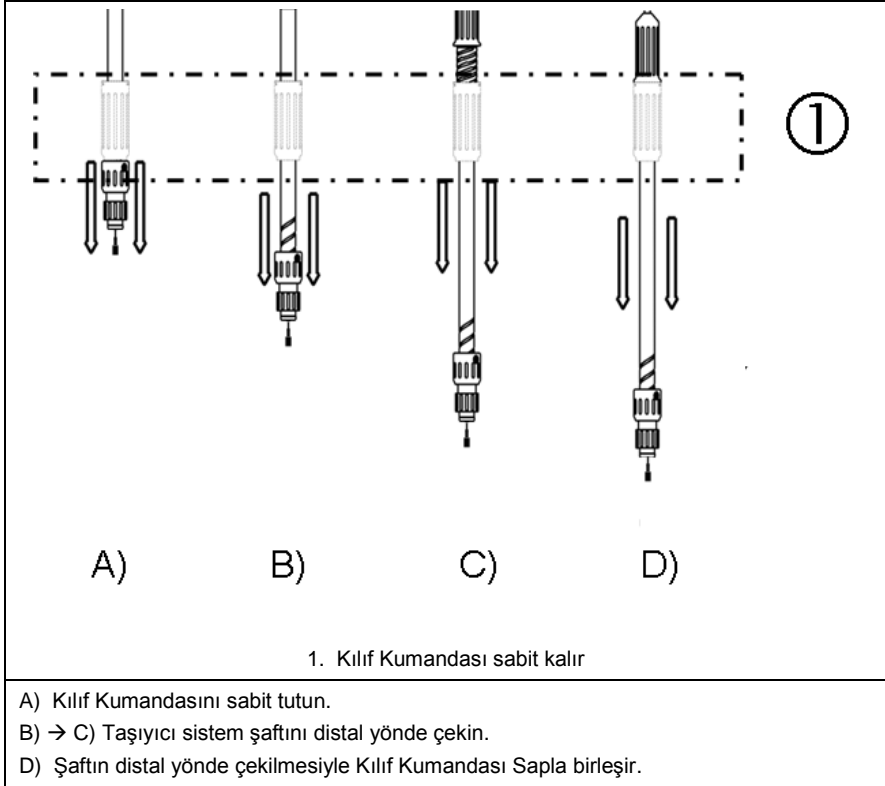 ①
A) B) C) D)
1. Kılıf Kumandası sabit kalır
A) Kılıf Kumandasını sabit tutun.
B) → C) Taşıyıcı sistem şaftını distal yönde çekin.
D) Şaftın distal yönde çekilmesiyle Kılıf Kumandası Sapla birleşir.